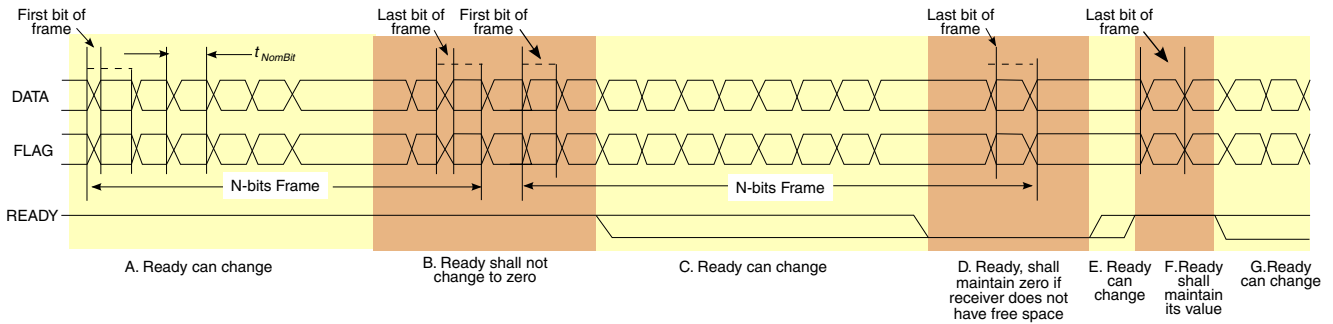 First bit of
frame
t NomBit
Last bit of
frame
First bit of
frame
Last bit of
frame
Last bit of
frame
DATA
FLAG
N-bits Frame
N-bits Frame
READY
A. Ready can change
B. Ready shall not
change to zero
C. Ready can change
D. Ready, shall
maintain zero if
receiver does not
have free space
E. Ready
can
change
F.Ready
shall
maintain
its value
G.Ready
can change